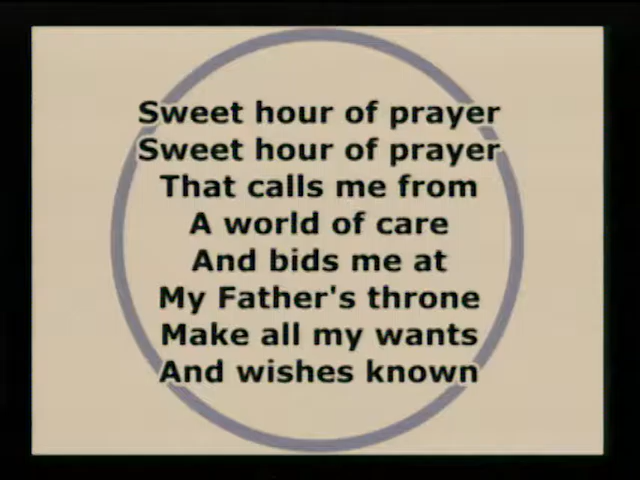 Sweet hour of prayer
Sweet hour of prayer
That calls me from
A world of care
And bids me at
My Father's throne
Make all my wants
And wishes known